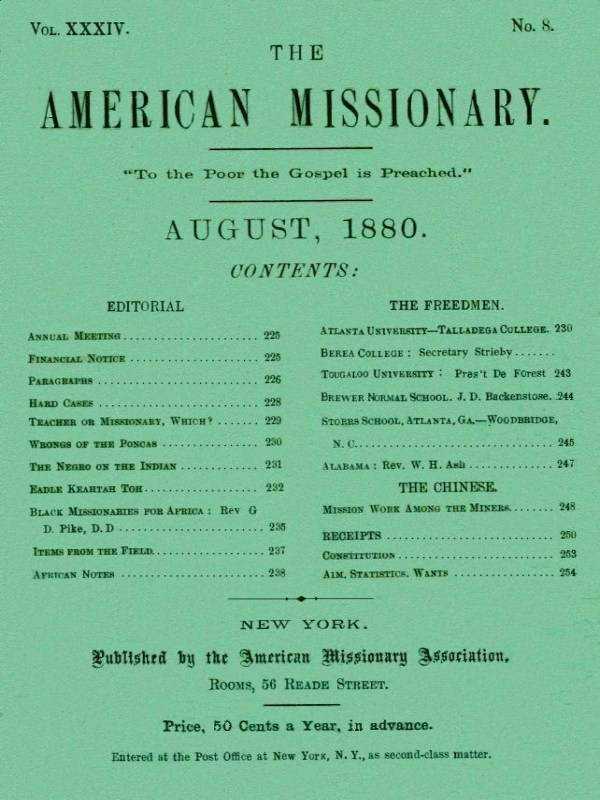 VOL. XXXIV.
No. 8.
THE
AMERICAN MISSIONARY.
"To the Poor the Gospel is Preached."
AUGUST, 1880.
CONTENTS:
EDITORIAL
ANNUAL MEETING ........................ 225
FINANCIAL NOTICE ........................ 225
PARAGRAPHS ........................ 226
HARD CASES ........................ 228
TEACHER OR MISSIONARY, WHICH? ....... 229
WRONGS OF THE PONCAS ................. 230
THE NEGRO ON THE INDIAN ............... 231
EADLE KEAHTAH TOH .................... 232
BLACK MISSIONARIES FOR AFRICA: Rev G
D. Pike, D. D ........................ 235
ITEMS FROM THE FIELD. .................. 237
AFRICAN NOTES ........................ 238
THE FREEDMEN.
ATLANTA UNIVERSITY—TALLADEGA COLLEGE. 230
BEREA COLLEGE: Secretary Strieby .......
TOUGALOO UNIVERSITY: Pres't De Forest 243
BREWER NORMAL SCHOOL. J. D. Backenstose. .244
STORRS SCHOOL, ATLANTA, GA.—WOODBRIDGE,
N. C. ................................ 245
ALABAMA: Rev. W. H. Ash ............... 247
THE CHINESE.
MISSION WORK AMONG THE MINERS. ....... 248
RECEIPTS ............................. 250
CONSTITUTION ......................... 253
AIM, STATISTICS, WANTS ................ 254
NEW YORK.
Published by the American Missionary Association,
ROOMS, 56 READE STREET.
Price, 50 Cents a Year, in advance.
Entered at the Post Office at New York, N. Y., as second-class matter.